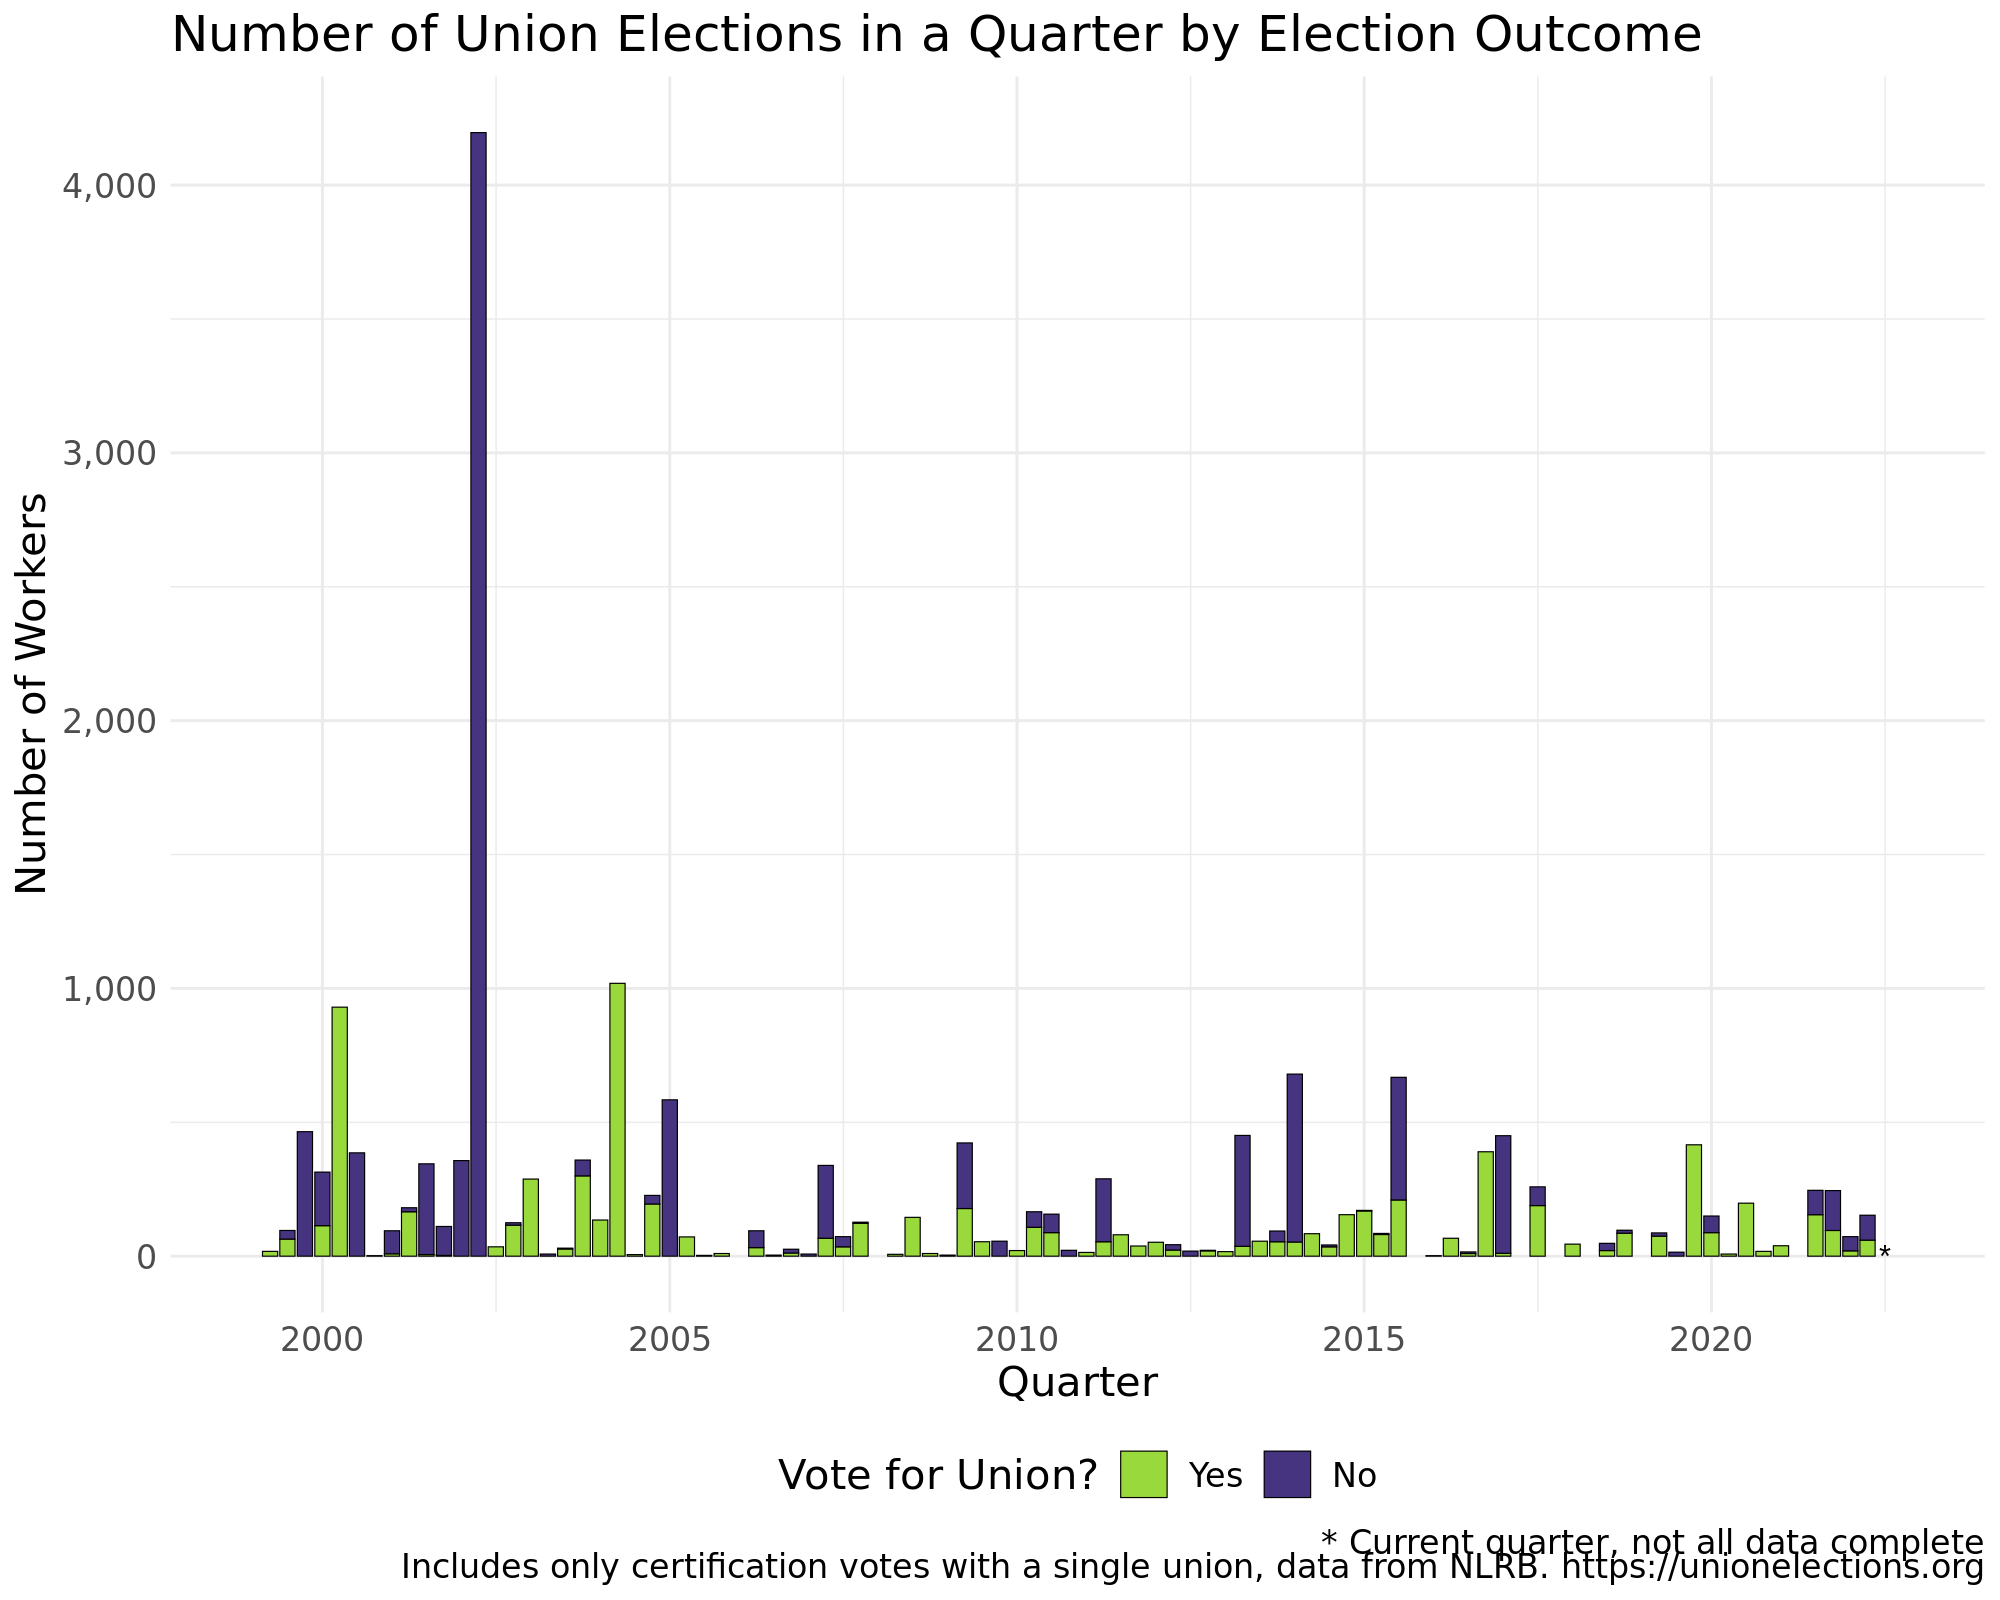 Number of Union Elections in a Quarter by Election Outcome
Number of Workers
4,000
3,000
2,000
1,000
0
*
2000 2005 2010 2015 2020
Quarter
Vote for Union? Yes No
* Current quarter, not all data complete
Includes only certification votes with a single union, data from NLRB. https://unionelections.org